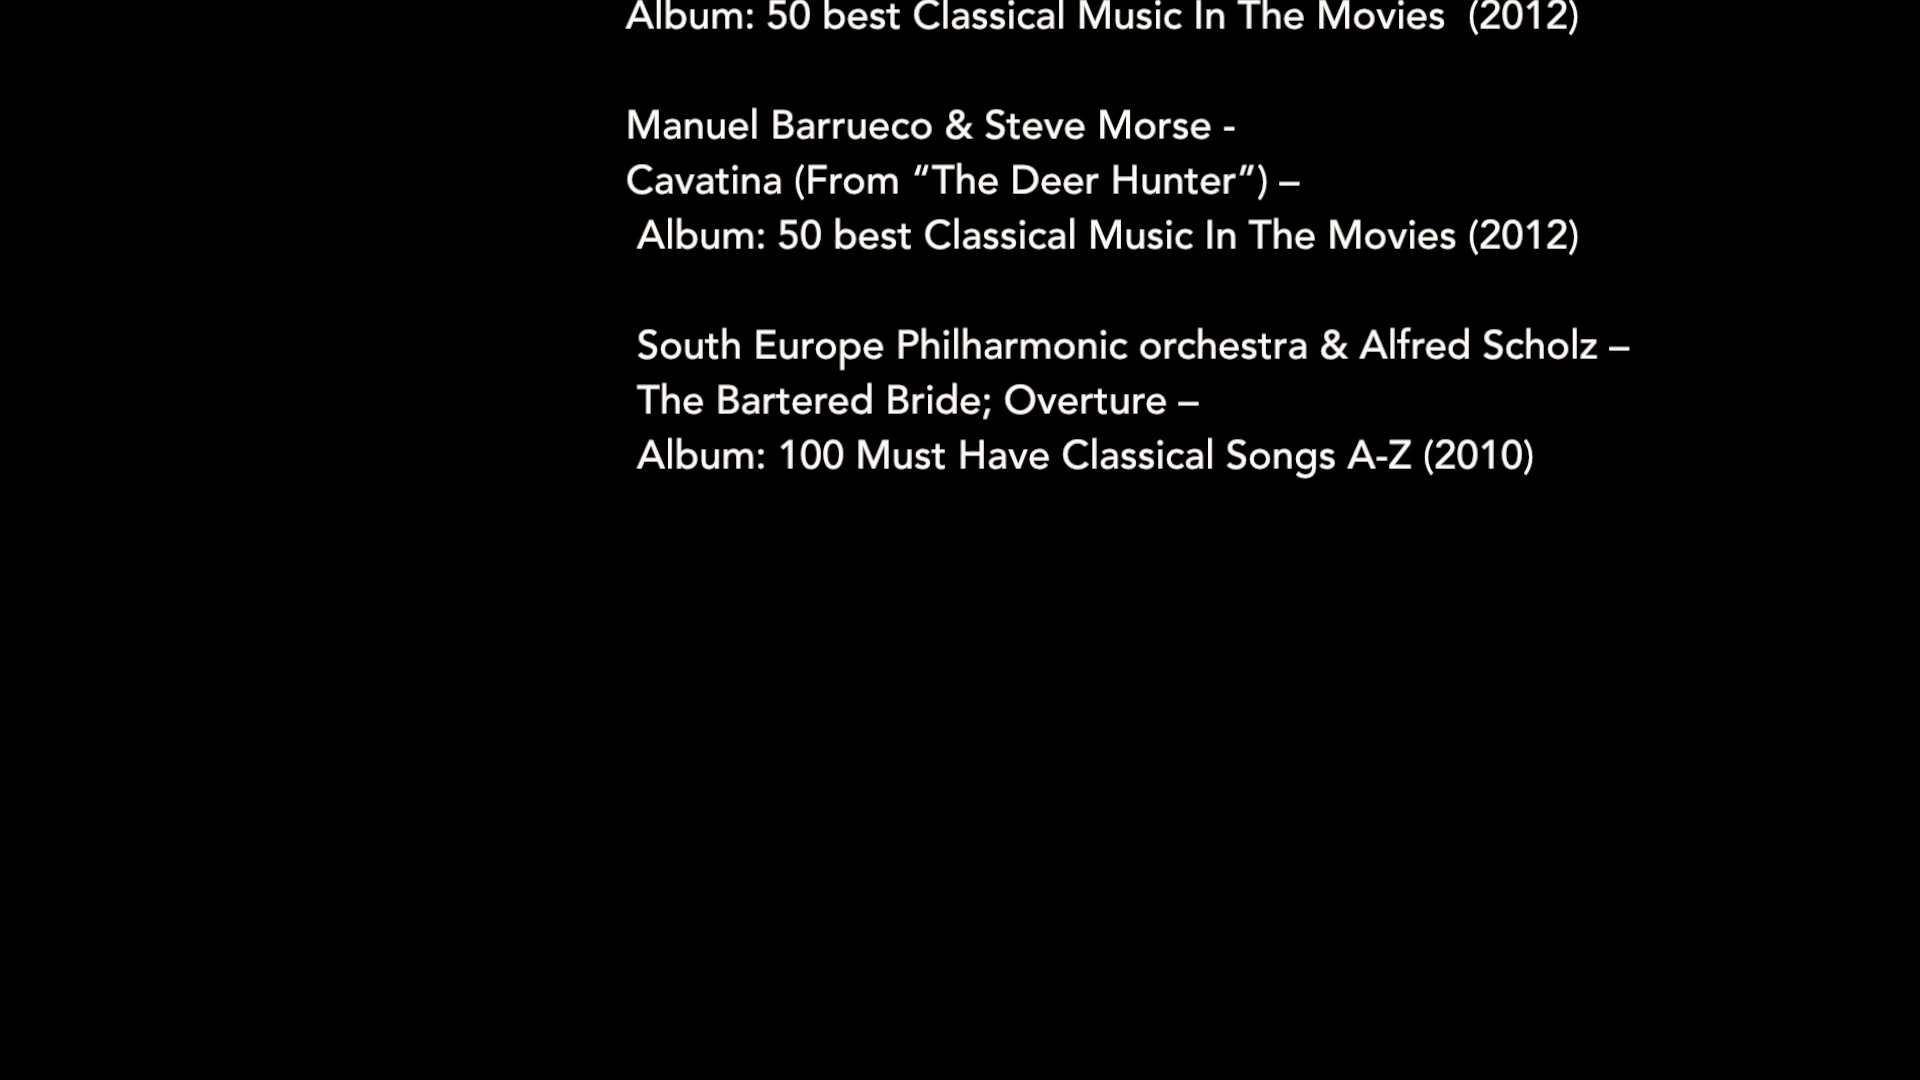 Album: 50 best Classical Music In The Movies  (2012)
Manuel Barrueco & Steve Morse -
Cavatina (From “The Deer Hunter”) –
Album: 50 best Classical Music In The Movies (2012)
South Europe Philharmonic orchestra & Alfred Scholz –
The Bartered Bride; Overture –
Album: 100 Must Have Classical Songs A-Z (2010)